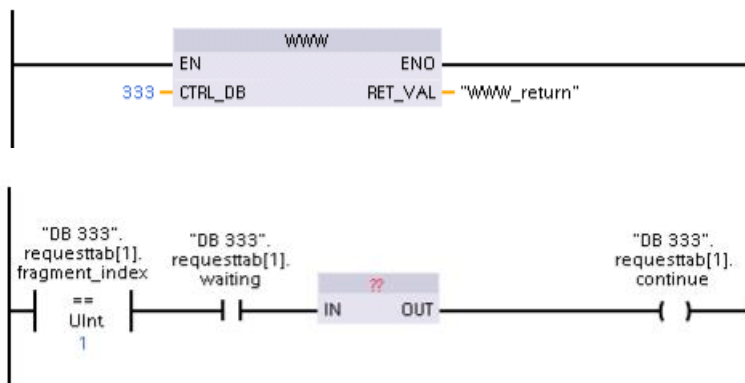 WWW
EN ENO
333 CTRL_DB RET_VAL "WWW_return"
"DB 333".
requesttab[1].
fragment_index
==
UInt
1
"DB 333".
requesttab[1].
waiting
??
IN OUT
"DB 333".
requesttab[1].
continue